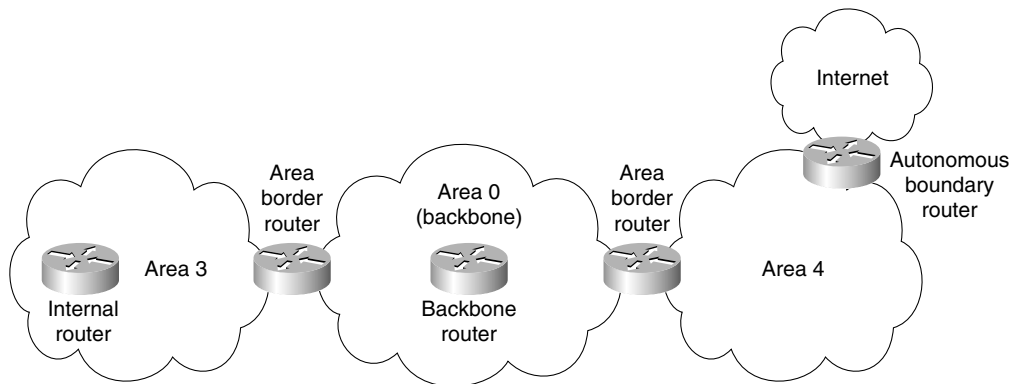 Internet
Autonomous
boundary
router
Area
border
router
Area 0
(backbone)
Area
border
router
Area 3
Area 4
Internal
router
Backbone
router